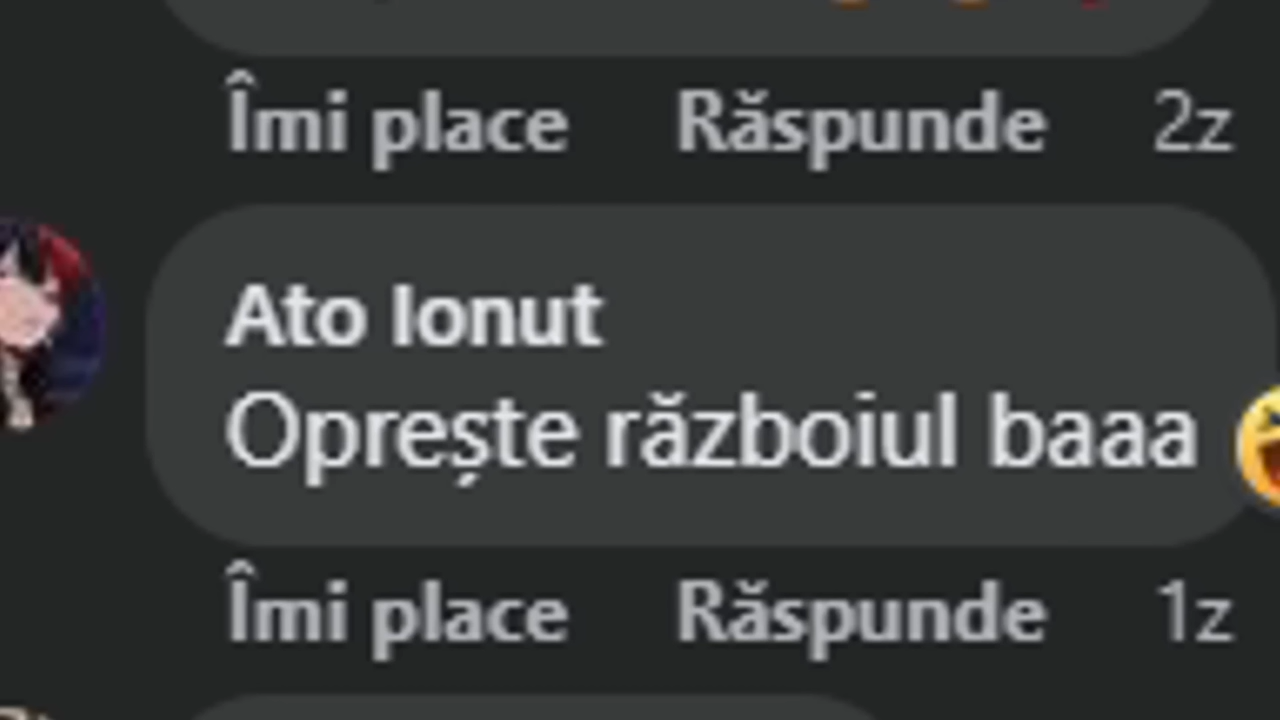 Îmi place Răspunde 2z
Ato Ionut
Oprește războiul baaa
Îmi place Răspunde 1z